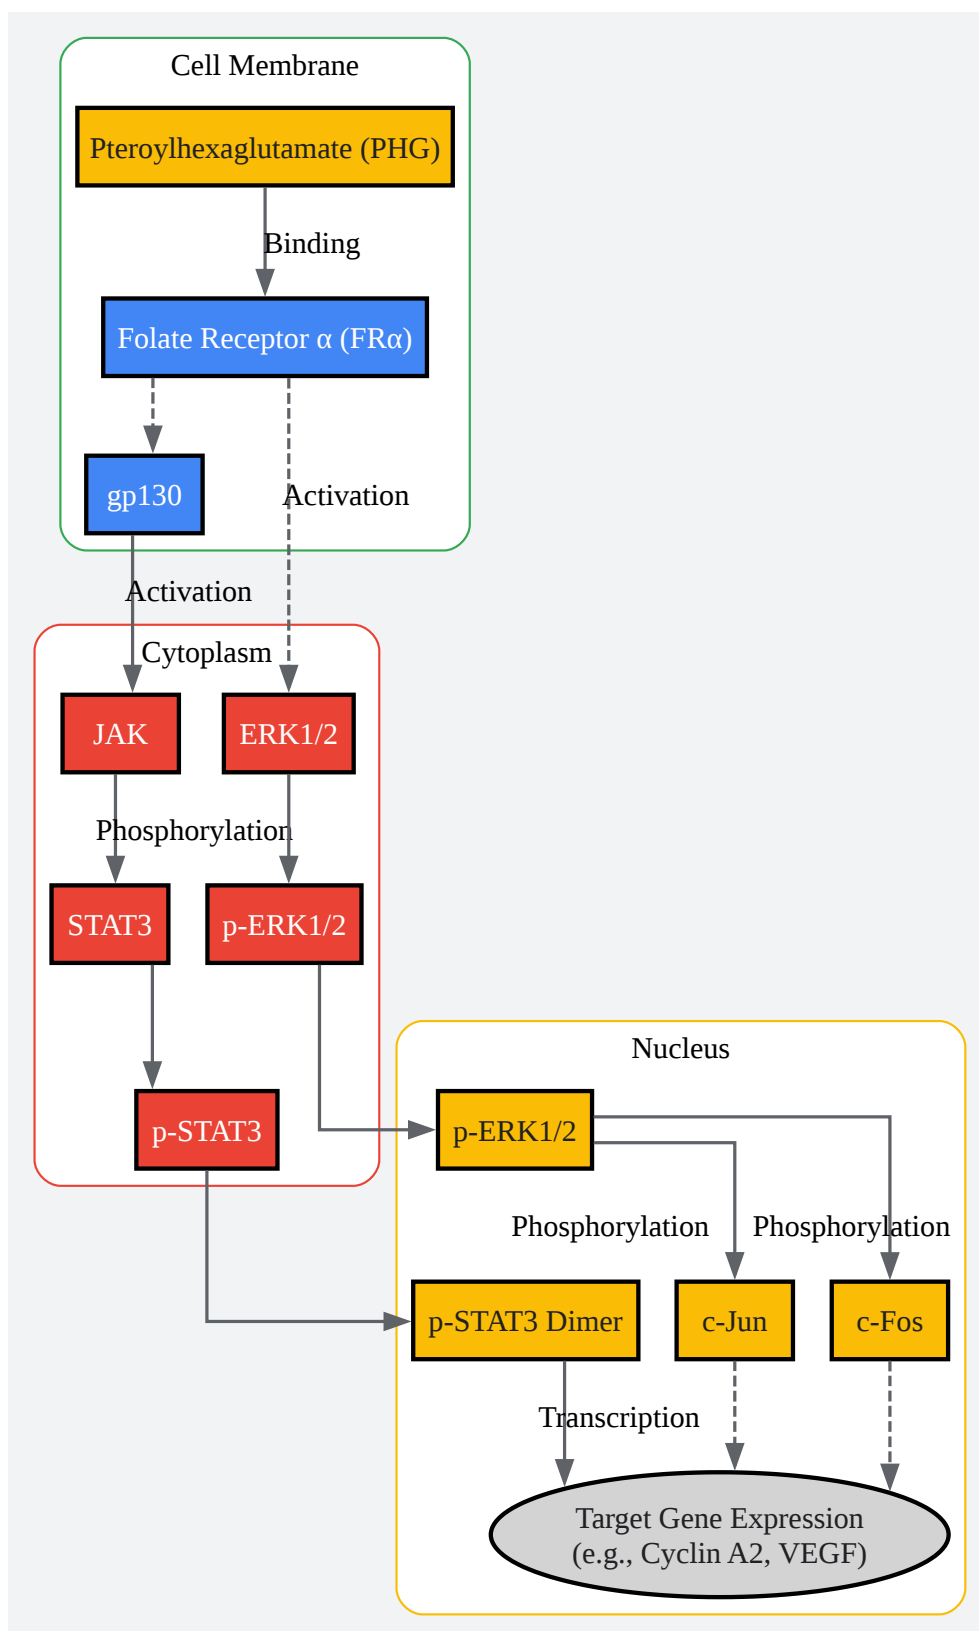 Cell Membrane
Pteroylhexaglutamate (PHG)
Binding
Folate Receptor α (FRα)
gp130
Activation
Activation
Cytoplasm
JAK
ERK1/2
Phosphorylation
STAT3
p-ERK1/2
Nucleus
p-STAT3
p-ERK1/2
Phosphorylation
Phosphorylation
p-STAT3 Dimer
c-Jun
c-Fos
Transcription
Target Gene Expression
(e.g., Cyclin A2, VEGF)